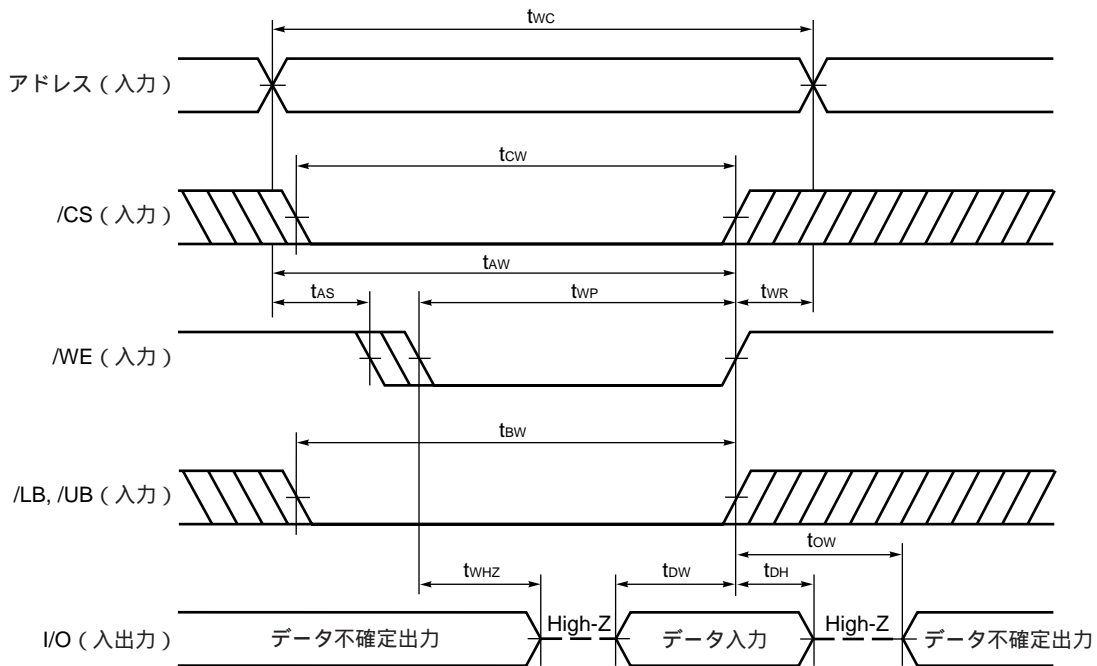 tWC
アドレス（入力）
tCW
/CS（入力）
tAW
tAS
tWP
tWR
/WE（入力）
tBW
/LB, /UB（入力）
tOW
tWHZ
tDW
tDH
I/O（入出力）
データ不確定出力
High-Z
データ入力
High-Z
データ不確定出力